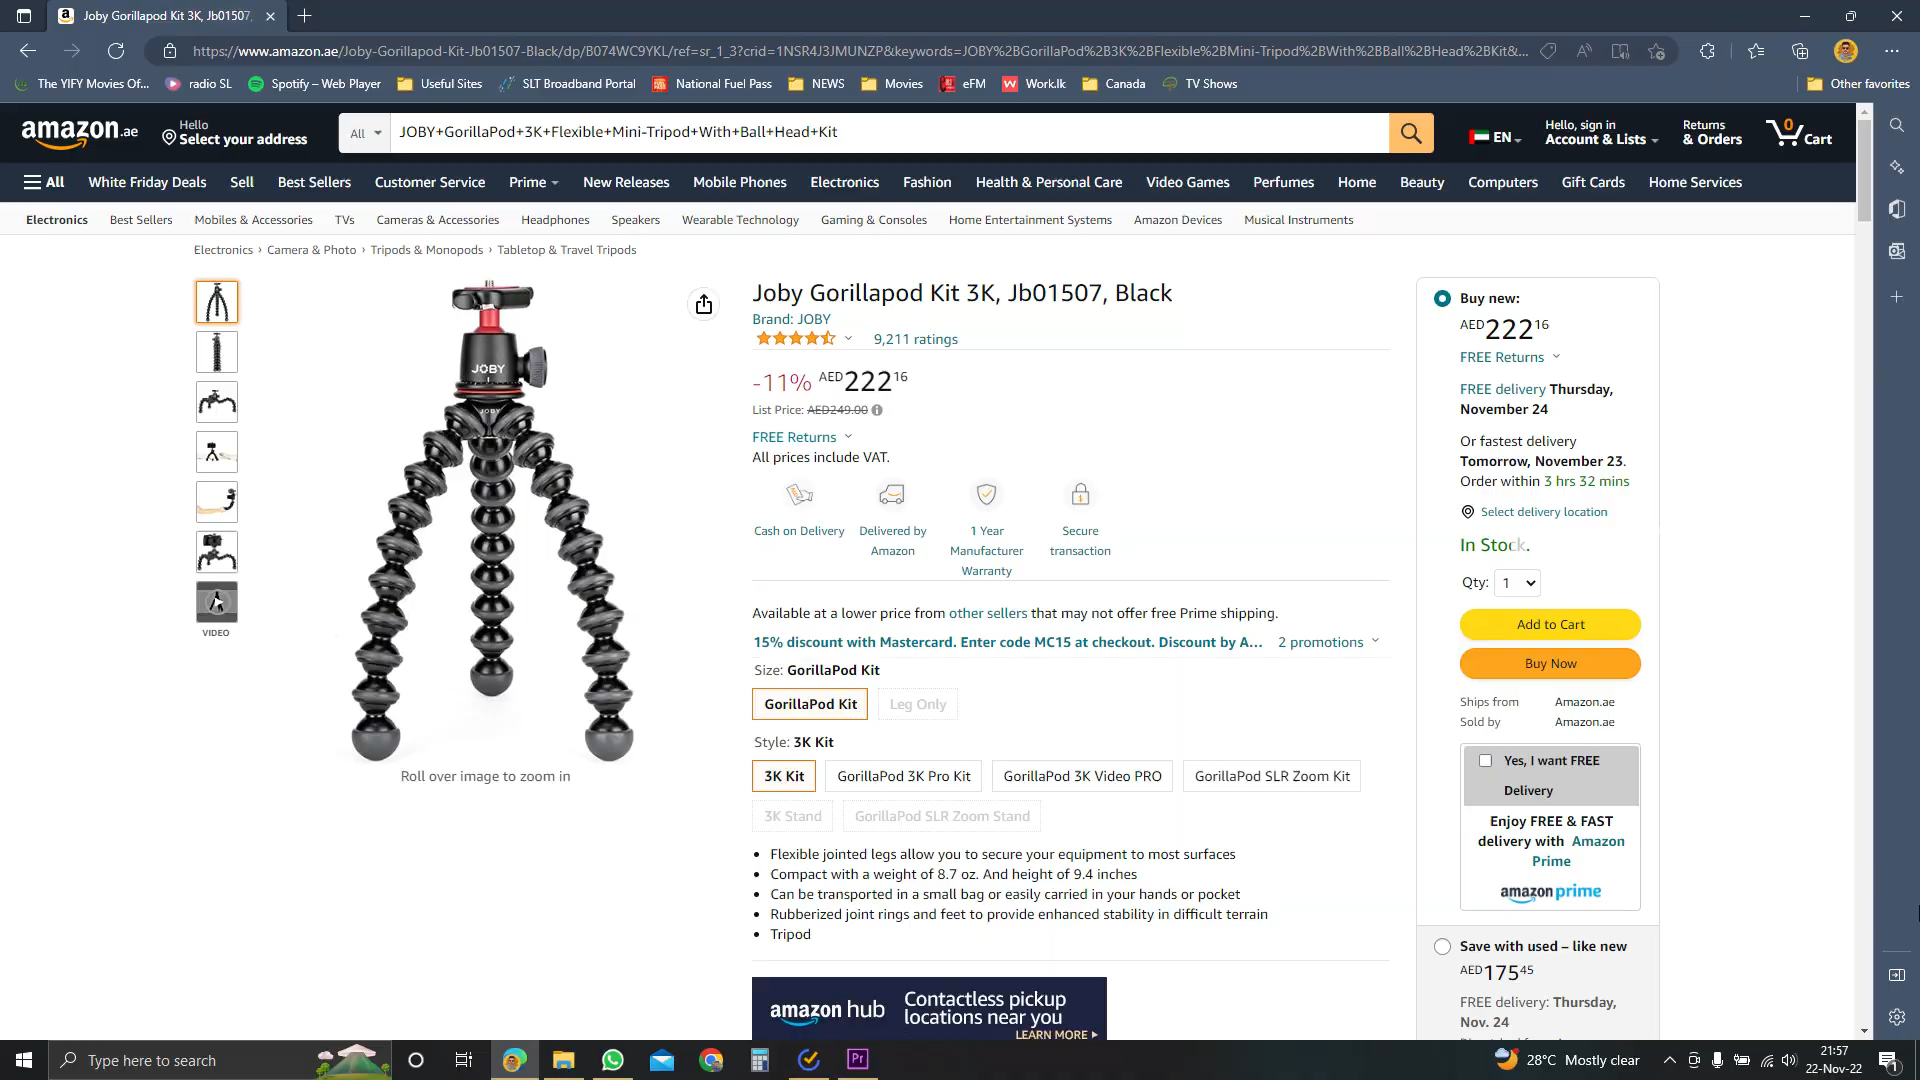 Joby Gorillapod Kit 3K, Jb01507,
https://www.amazon.ae/Joby-Gorillapod-Kit-Jb01507-Black/dp/B074WC9YKL/ref=sr_1_3?crid=1NSR4J3JMUNZP&keywords=JOBY%2BGorillaPod%2B3K%2BFlexible%2BMini-Tripod%2BWith%2BBall%2BHead%2BKit&...
The YIFY Movies Of... radio SL Spotify – Web Player Useful Sites SLT Broadband Portal National Fuel Pass NEWS Movies eFM Work.lk Canada TV Shows Other favorites
amazon.ae
Hello
Select your address
All JOBY+GorillaPod+3K+Flexible+Mini-Tripod+With+Ball+Head+Kit
EN
Hello, sign in
Account & Lists
Returns
& Orders
0
Cart
All White Friday Deals Sell Best Sellers Customer Service Prime New Releases Mobile Phones Electronics Fashion Health & Personal Care Video Games Perfumes Home Beauty Computers Gift Cards Home Services
Electronics Best Sellers Mobiles & Accessories TVs Cameras & Accessories Headphones Speakers Wearable Technology Gaming & Consoles Home Entertainment Systems Amazon Devices Musical Instruments
Electronics › Camera & Photo › Tripods & Monopods › Tabletop & Travel Tripods
JOBY
JOBY
VIDEO
Roll over image to zoom in
Joby Gorillapod Kit 3K, Jb01507, Black
Brand: JOBY
9,211 ratings
-11% AED222 16
List Price: AED249.00
FREE Returns
All prices include VAT.
Cash on Delivery
Delivered by
Amazon
1 Year
Manufacturer
Warranty
Secure
transaction
Available at a lower price from other sellers that may not offer free Prime shipping.
15% discount with Mastercard. Enter code MC15 at checkout. Discount by A... 2 promotions
Size: GorillaPod Kit
GorillaPod Kit Leg Only
Style: 3K Kit
3K Kit GorillaPod 3K Pro Kit GorillaPod 3K Video PRO GorillaPod SLR Zoom Kit
3K Stand GorillaPod SLR Zoom Stand
• Flexible jointed legs allow you to secure your equipment to most surfaces
• Compact with a weight of 8.7 oz. And height of 9.4 inches
• Can be transported in a small bag or easily carried in your hands or pocket
• Rubberized joint rings and feet to provide enhanced stability in difficult terrain
• Tripod
amazon hub
Contactless pickup
locations near you
LEARN MORE
Buy new:
AED222 16
FREE Returns
FREE delivery Thursday,
November 24
Or fastest delivery
Tomorrow, November 23.
Order within 3 hrs 32 mins
Select delivery location
In Stock.
Qty: 1
Add to Cart
Buy Now
Ships from Amazon.ae
Sold by Amazon.ae
Yes, I want FREE
Delivery
Enjoy FREE & FAST
delivery with Amazon
Prime
amazon prime
Save with used – like new
AED175 45
FREE delivery: Thursday,
Nov. 24
Type here to search
Pr
28°C Mostly clear
21:57
22-Nov-22
1